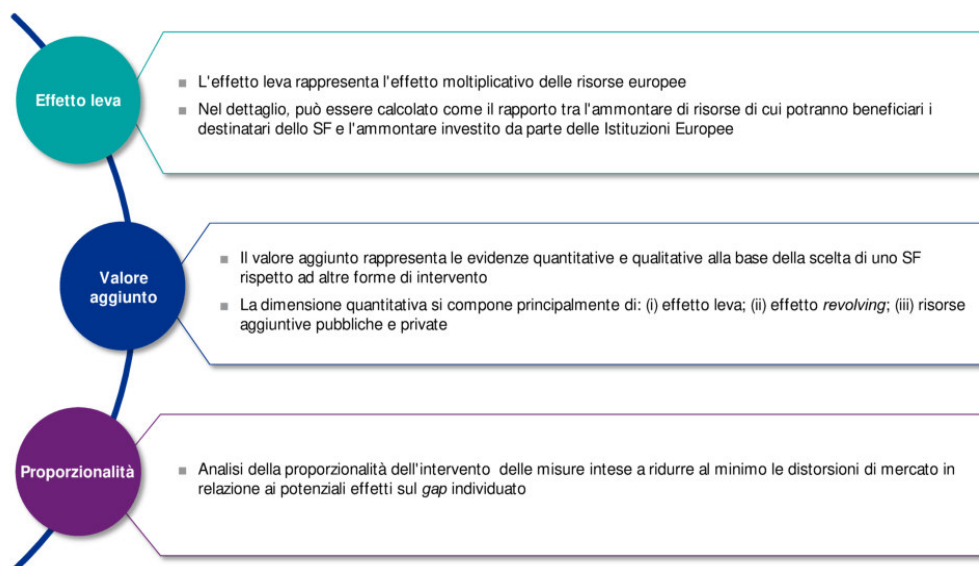 Effetto leva
■ L'effetto leva rappresenta l'effetto moltiplicativo delle risorse europee
■ Nel dettaglio, può essere calcolato come il rapporto tra l'ammontare di risorse di cui potranno beneficiari i
destinatari dello SF e l'ammontare investito da parte delle Istituzioni Europee
Valore
aggiunto
■ Il valore aggiunto rappresenta le evidenze quantitative e qualitative alla base della scelta di uno SF
rispetto ad altre forme di intervento
■ La dimensione quantitativa si compone principalmente di: (i) effetto leva; (ii) effetto revolving; (iii) risorse
aggiuntive pubbliche e private
Proporzionalità
■ Analisi della proporzionalità dell'intervento delle misure intese a ridurre al minimo le distorsioni di mercato in
relazione ai potenziali effetti sul gap individuato